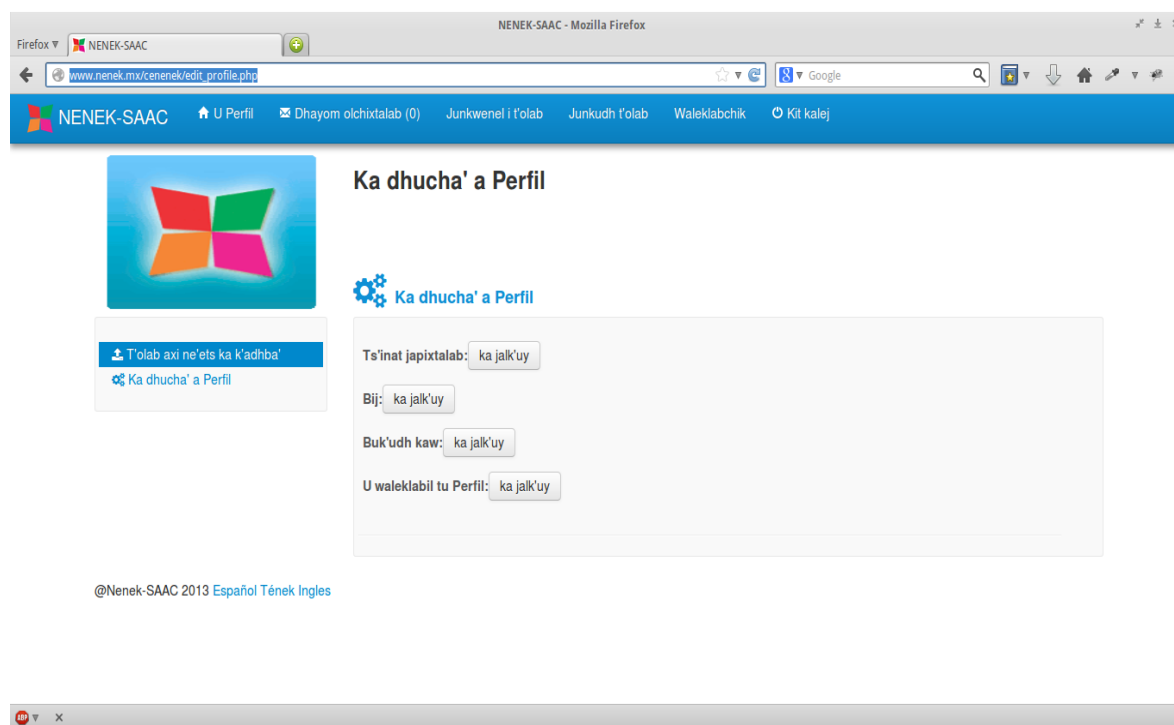 NENEK-SAAC - Mozilla Firefox
Firefox
NENEK-SAAC
www.nenek.mx/cenenek/edit_profile.php
Google
NENEK-SAAC U Perfil Dhayom olchixtalab (0) Junkwenel i t'olab Junkudh t'olab Waleklabchik Kit kalej
Ka dhucha' a Perfil
Ka dhucha' a Perfil
T'olab axi ne'ets ka k'adhba'
Ka dhucha' a Perfil
Ts'inat japixtalab: ka jalk'uy
Bij: ka jalk'uy
Buk'udh kaw: ka jalk'uy
U waleklabil tu Perfil: ka jalk'uy
@Nenek-SAAC 2013 Español Tének Ingles
ABP